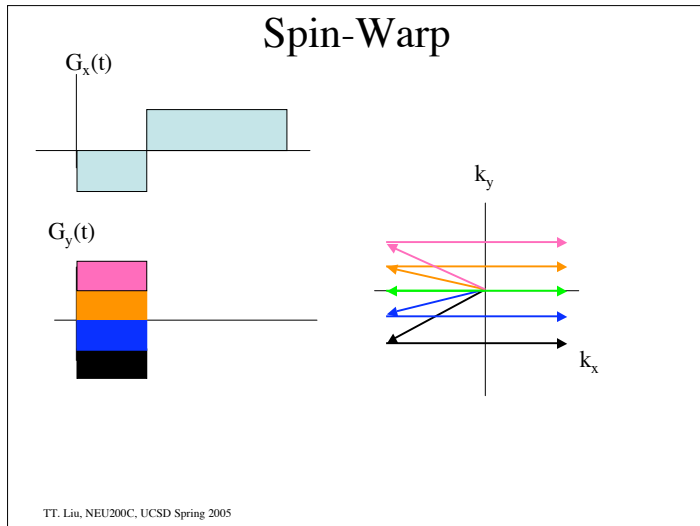 Spin-Warp
Gx(t)
ky
Gy(t)
kx
TT. Liu, NEU200C, UCSD Spring 2005